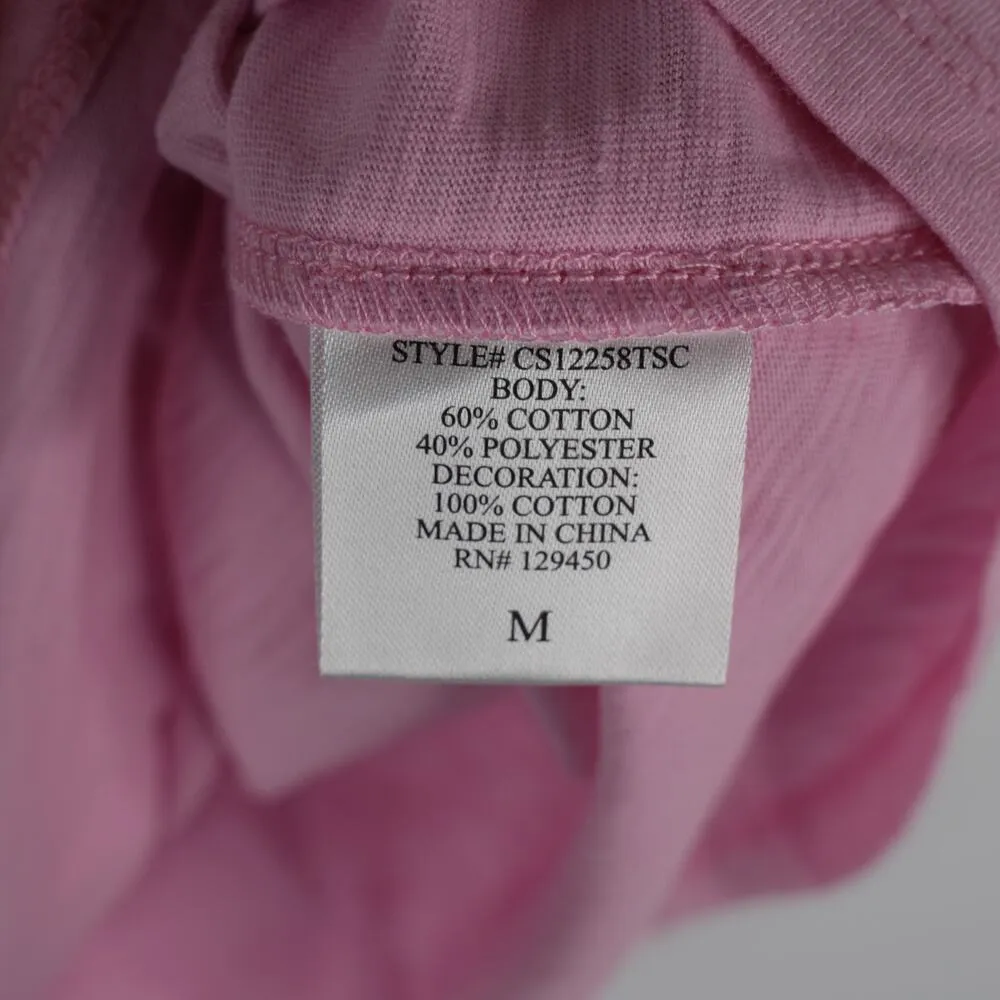 STYLE# CS12258TSC
BODY:
60% COTTON
40% POLYESTER
DECORATION:
100% COTTON
MADE IN CHINA
RN# 129450
M